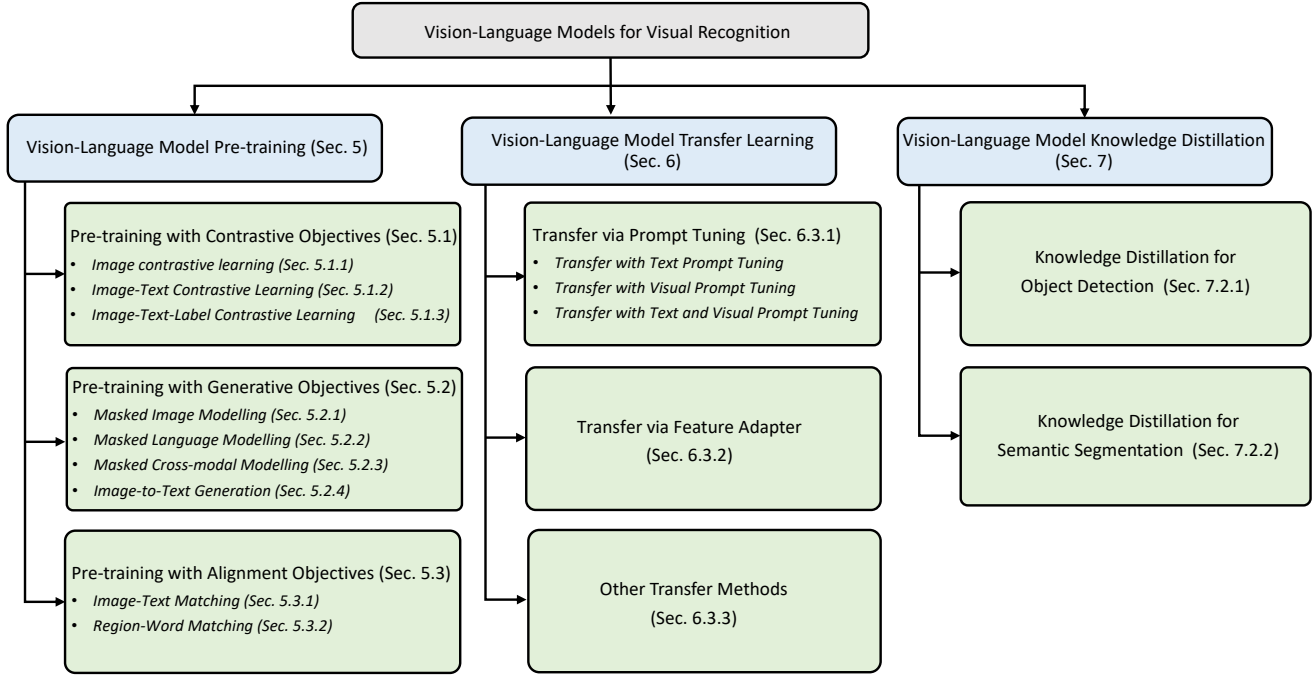 Vision-Language Models for Visual Recognition
Vision-Language Model Pre-training (Sec. 5)
Pre-training with Contrastive Objectives (Sec. 5.1)
• Image contrastive learning (Sec. 5.1.1)
• Image-Text Contrastive Learning (Sec. 5.1.2)
• Image-Text-Label Contrastive Learning (Sec. 5.1.3)
Pre-training with Generative Objectives (Sec. 5.2)
• Masked Image Modelling (Sec. 5.2.1)
• Masked Language Modelling (Sec. 5.2.2)
• Masked Cross-modal Modelling (Sec. 5.2.3)
• Image-to-Text Generation (Sec. 5.2.4)
Pre-training with Alignment Objectives (Sec. 5.3)
• Image-Text Matching (Sec. 5.3.1)
• Region-Word Matching (Sec. 5.3.2)
Vision-Language Model Transfer Learning
(Sec. 6)
Transfer via Prompt Tuning (Sec. 6.3.1)
• Transfer with Text Prompt Tuning
• Transfer with Visual Prompt Tuning
• Transfer with Text and Visual Prompt Tuning
Transfer via Feature Adapter
(Sec. 6.3.2)
Other Transfer Methods
(Sec. 6.3.3)
Vision-Language Model Knowledge Distillation
(Sec. 7)
Knowledge Distillation for
Object Detection (Sec. 7.2.1)
Knowledge Distillation for
Semantic Segmentation (Sec. 7.2.2)